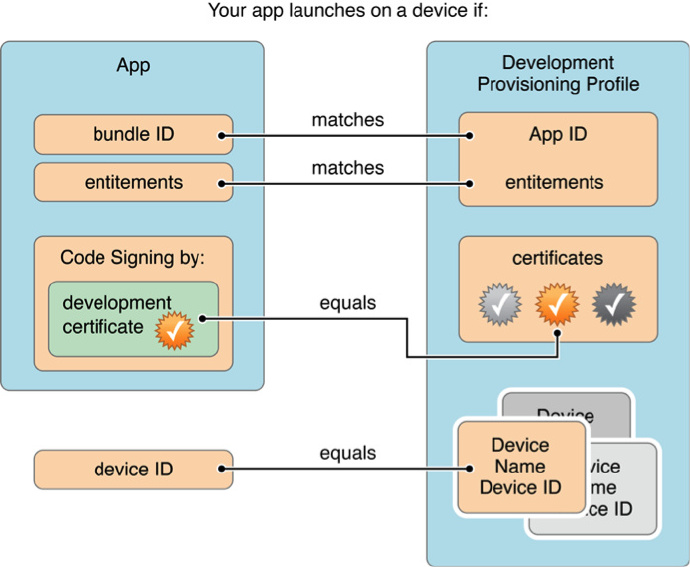 Your app launches on a device if:
App
bundle ID
entitements
Code Signing by:
development
certificate
device ID
matches
matches
equals
equals
Development
Provisioning Profile
App ID
entitements
certificates
Device
Name
Device ID
Device
vice
me
ce ID